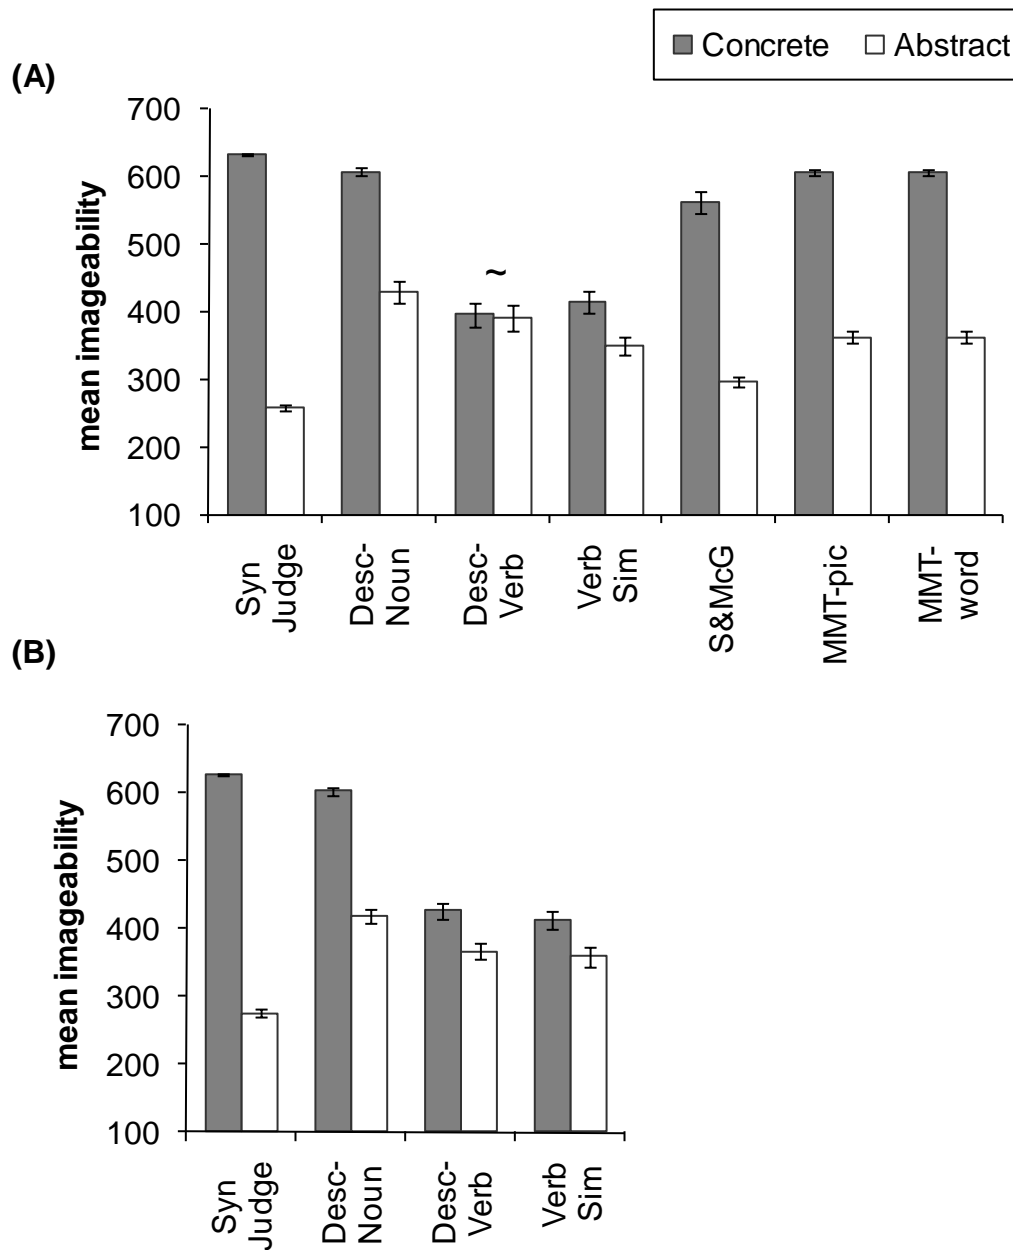 Concrete Abstract
(A)
mean imageability
700
600
500
400
300
200
100
~
Syn
Judge
Desc-
Noun
Desc-
Verb
Verb
Sim
S&McG
MMT-pic
MMT-
word
(B)
mean imageability
700
600
500
400
300
200
100
Syn
Judge
Desc-
Noun
Desc-
Verb
Verb
Sim